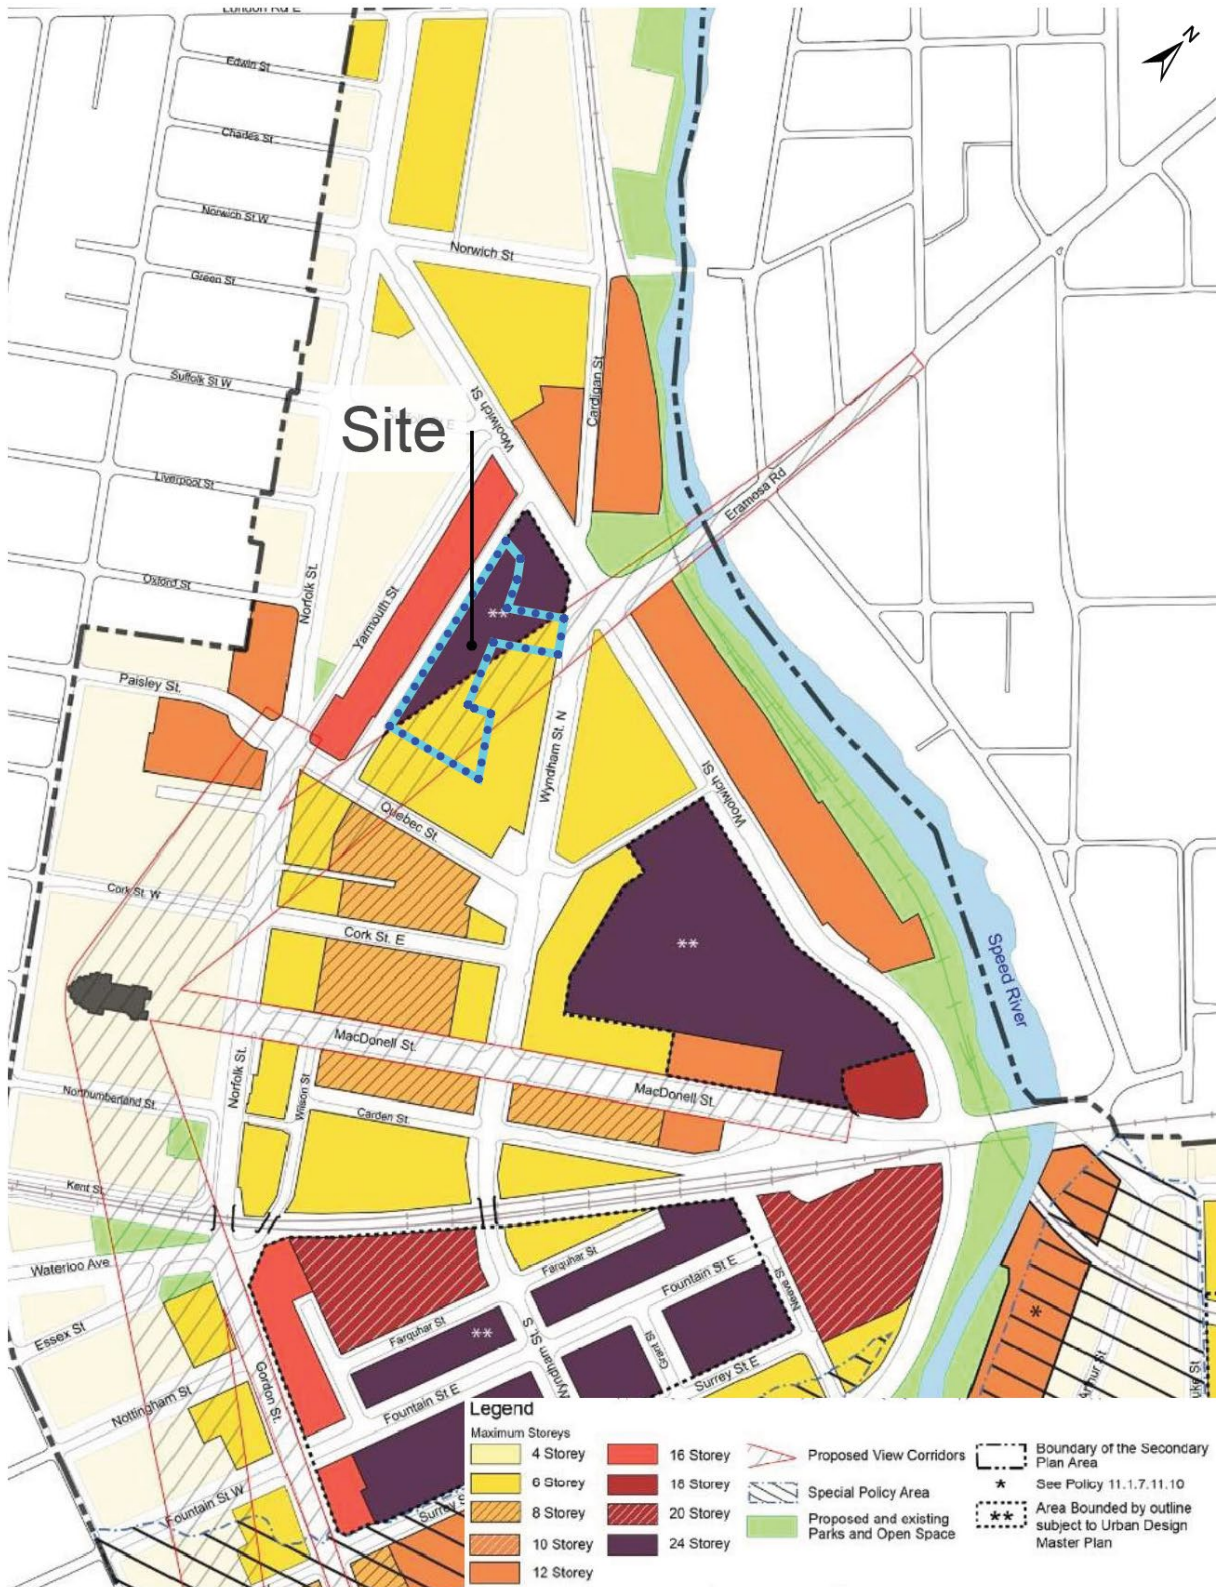 London Rd E
N
Edwin St
Charles St
Norwich St W
Norwich St
Green St
Suffolk St W
Woolwich St
Cardigan St
Site
E
Liverpool St
Eramosa Rd
Oxford St
Norfolk St.
Yarmouth St
**
Paisley St.
Wyndham St. N
Woolwich St
Quebec St.
Cork St. W
Cork St. E
**
Speed River
MacDonell St.
MacDonell St.
Norfolk St.
Wilson St
Northumberland St.
Carden St.
Kent St.
Waterloo Ave
Farquhar St
Fountain St E
Neeve St
Essex St
Farquhar St
**
Wyndham St. S
Grant St
*
Surrey St E
Arthur St
uke St
Gordon St.
Nottingham St
Fountain St E
Fountain St W
Surrey S
Legend
Maximum Storeys
4 Storey
6 Storey
8 Storey
10 Storey
12 Storey
16 Storey
18 Storey
20 Storey
24 Storey
Proposed View Corridors
Special Policy Area
Proposed and existing
Parks and Open Space
Boundary of the Secondary
Plan Area
* See Policy 11.1.7.11.10
** Area Bounded by outline
subject to Urban Design
Master Plan